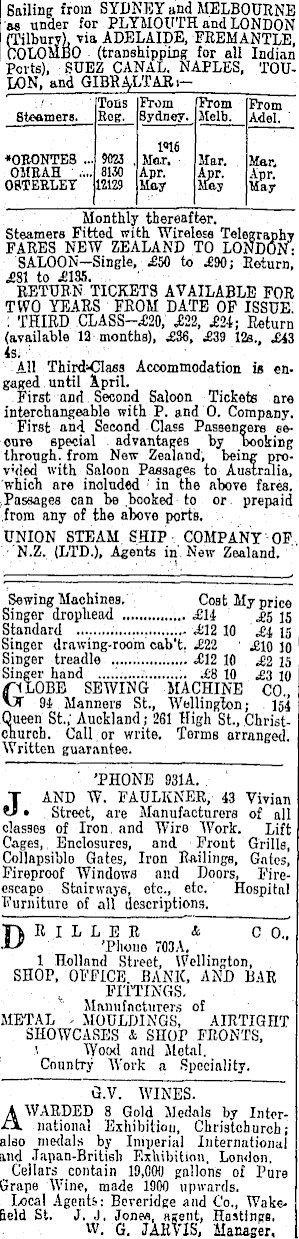 Sailing from SYDNEY and MELBOURNE
as under for PLYMOUTH and LONDON
(Tilbury), via ADELAIDE, FREMANTLE,
COLOMBO (transhipping for all Indian
Ports), SUEZ CANAL, NAPLES, TOU-
LON, and GIBRALTAR:—
Steamers. Tons Reg. From Sydney. From Melb. From Adel.
1916
*ORONTES ... 9023 Mar. Mar. Mar.
OMRAH .... 8130 Apr. Apr. Apr.
OSTERLEY 12129 May May May
Monthly thereafter.
Steamers Fitted with Wireless Telegraphy
FARES NEW ZEALAND TO LONDON:
SALOON—Single, £50 to £90; Return,
£81 to £135.
RETURN TICKETS AVAILABLE FOR
TWO YEARS FROM DATE OF ISSUE.
THIRD CLASS—£20, £22, £24; Return
(available 12 months), £36, £39 12s., £43
4s.
All Third-Class Accommodation is en-
gaged until April.
First and Second Saloon Tickets are
interchangeable with P. and O. Company.
First and Second Class Passengers se-
cure special advantages by booking
through from New Zealand, being pro-
vided with Saloon Passages to Australia,
which are included in the above fares.
Passages can be booked to or prepaid
from any of the above ports.
UNION STEAM SHIP COMPANY OF
N.Z. (LTD.), Agents in New Zealand.
Sewing Machines. Cost My price
Singer drophead .............. £14 £5 15
Standard ....................... £12 10 £4 15
Singer drawing-room cab't. £22 £10 10
Singer treadle ................ £12 10 £2 15
Singer hand .................... £8 10 £3 10
GLOBE SEWING MACHINE CO.,
94 Manners St., Wellington; 154
Queen St., Auckland; 261 High St., Christ-
church. Call or write. Terms arranged.
Written guarantee.
'PHONE 931A.
J. AND W. FAULKNER, 43 Vivian
Street, are Manufacturers of all
classes of Iron and Wire Work. Lift
Cages, Enclosures, and Front Grills,
Collapsible Gates, Iron Railings, Gates,
Fireproof Windows and Doors, Fire-
escape Stairways, etc., etc. Hospital
Furniture of all descriptions.
DRILLER & CO.,
'Phone 703A.
1 Holland Street, Wellington,
SHOP, OFFICE, BANK, AND BAR
FITTINGS.
Manufacturers of
METAL MOULDINGS, AIRTIGHT
SHOWCASES & SHOP FRONTS,
Wood and Metal.
Country Work a Speciality.
G.V. WINES.
AWARDED 8 Gold Medals by Inter-
national Exhibition, Christchurch;
also medals by Imperial International
and Japan-British Exhibition, London.
Cellars contain 19,000 gallons of Pure
Grape Wine, made 1900 upwards.
Local Agents: Beveridge and Co., Wake-
field St. J. J. Jones, agent, Hastings.
W. G. JARVIS, Manager.